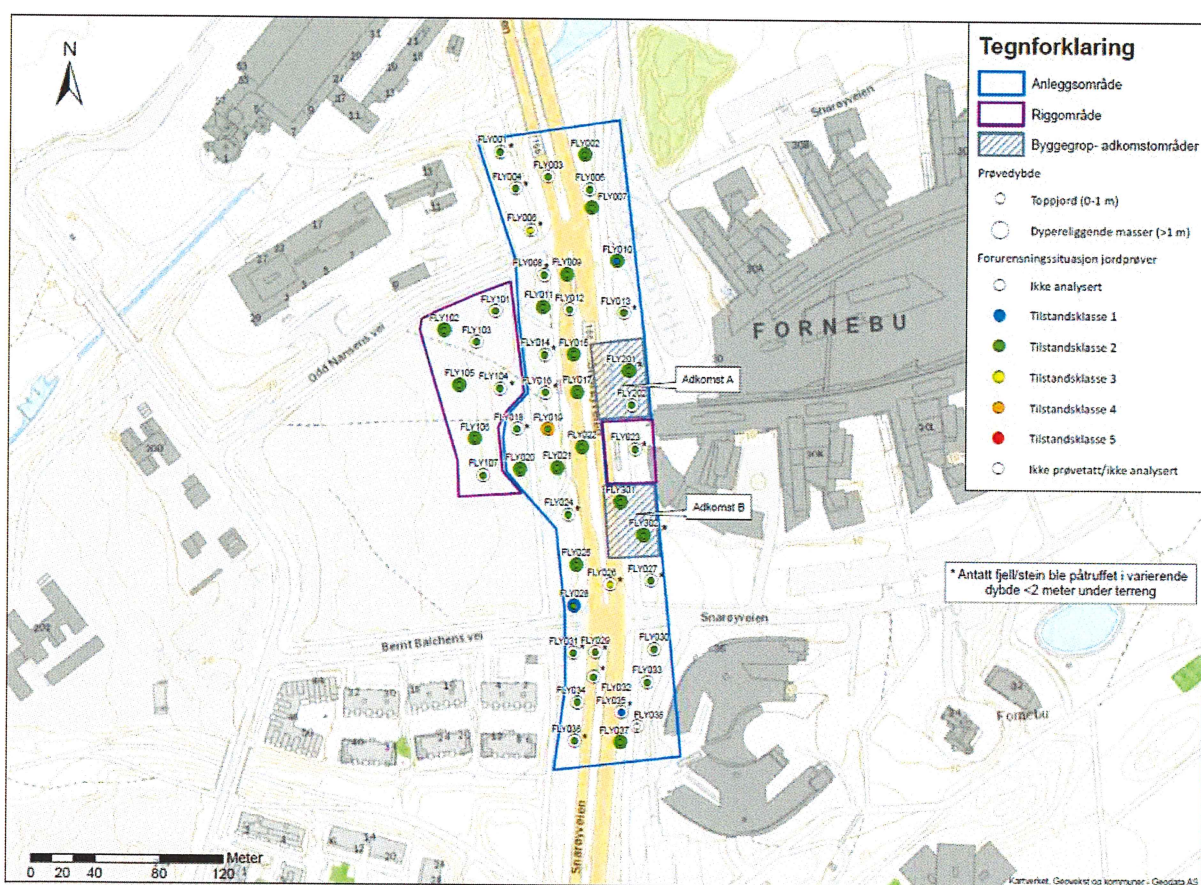 N
Tegnforklaring
Anleggsområde
Riggområde
Byggegrop- adkomstområder
Prøvedybde
Toppjord (0-1 m)
Dypereliggende masser (>1 m)
Forurensningssituasjon jordprøver
Ikke analysert
Tilstandsklasse 1
Tilstandsklasse 2
Tilstandsklasse 3
Tilstandsklasse 4
Tilstandsklasse 5
Ikke prøvetatt/ikke analysert
* Antatt fjell/stein ble påtruffet i varierende
dybde <2 meter under terreng
Snarøyveien
FLY001 *
FLY002
FLY003
FLY004 *
FLY007
FLY010
FLY008 *
FLY009
FLY011
FLY012
FLY013 *
FLY101
FLY102
FLY103
FLY014 *
FLY015
FLY201 *
FLY105
FLY104 *
FLY016 *
FLY017
Adkomst A
FORNEBU
30A
Odd Nansens vei
FLY018 *
FLY019
FLY022
FLY023 *
FLY106
FLY107
FLY020
FLY021
FLY301
FLY302 *
Adkomst B
FLY024 *
FLY025
FLY026 *
FLY027 *
FLY028
Bernt Balchens vei
Snarøyveien
FLY031 *
FLY029 *
FLY030
FLY032
FLY033
FLY034
FLY035 *
FLY037
Fornebu
Snarøyveien
Meter
0 20 40 80 120
Kartverket, Geovekst og kommuner - Geodata AS